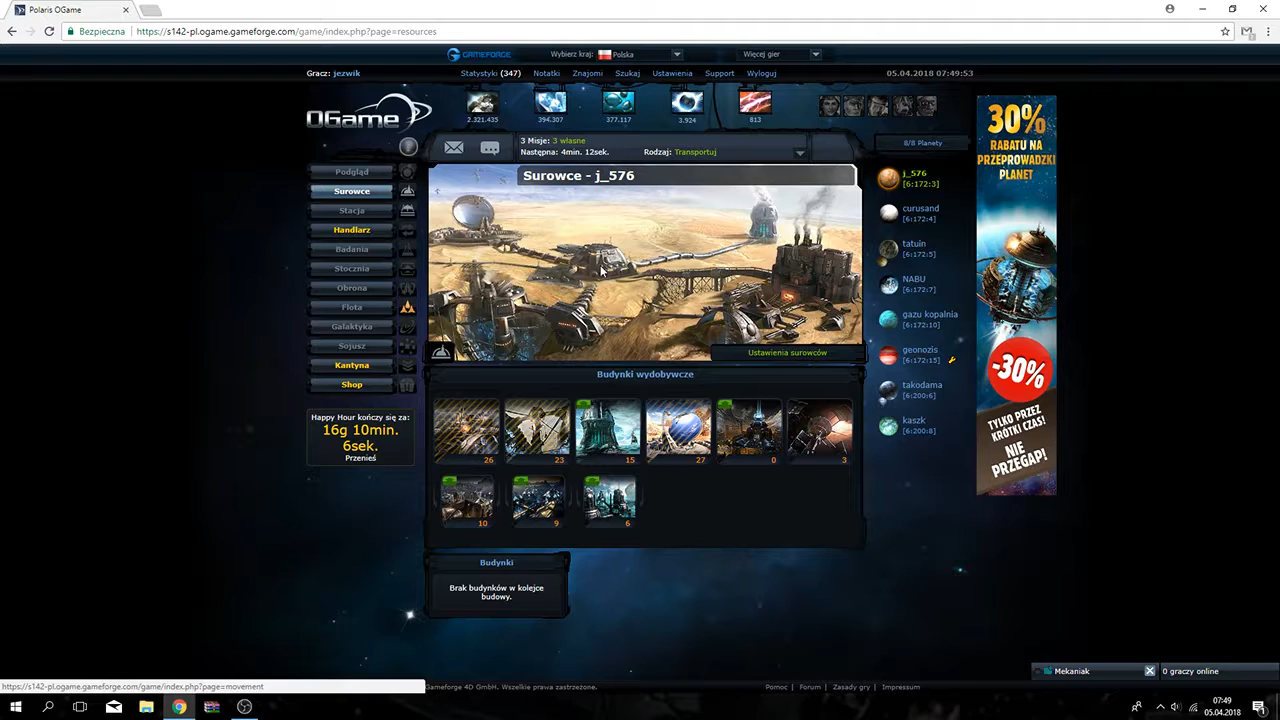 Polaris OGame
Bezpieczna
https://s142-pl.ogame.gameforge.com/game/index.php?page=resources
GAMEFORGE
Wybierz kraj:
Polska
Więcej gier
Gracz: jezwik
Statystyki (347)
Notatki
Znajomi
Szukaj
Ustawienia
Support
Wyloguj
05.04.2018 07:49:53
OGame
2.321.435
394.307
377.117
3.924
813
3 Misje: 3 własne
Następna: 4min. 12sek.
Rodzaj: Transportuj
8/8 Planety
Surowce - j_576
Podgląd
Surowce
Stacja
Handlarz
Badania
Stocznia
Obrona
Flota
Galaktyka
Sojusz
Kantyna
Shop
Happy Hour kończy się za:
16g 10min.
6sek.
Przenieś
Ustawienia surowców
Budynki wydobywcze
26
23
15
27
0
3
10
9
6
Budynki
Brak budynków w kolejce
budowy.
j_576
[6:172:3]
curusand
[6:172:4]
tatuin
[6:172:5]
NABU
[6:172:7]
gazu kopalnia
[6:172:10]
geonozis
[6:172:15]
takodama
[6:200:6]
kaszk
[6:200:8]
30%
RABATU NA
PRZEPROWADZKI
PLANET
-30%
TYLKO PRZEZ
KRÓTKI CZAS!
NIE
PRZEGAP!
Mekaniak
0 graczy online
https://s142-pl.ogame.gameforge.com/game/index.php?page=movement
Gameforge 4D GmbH. Wszelkie prawa zastrzeżone.
Pomoc | Forum | Zasady gry | Impressum
07:49
05.04.2018